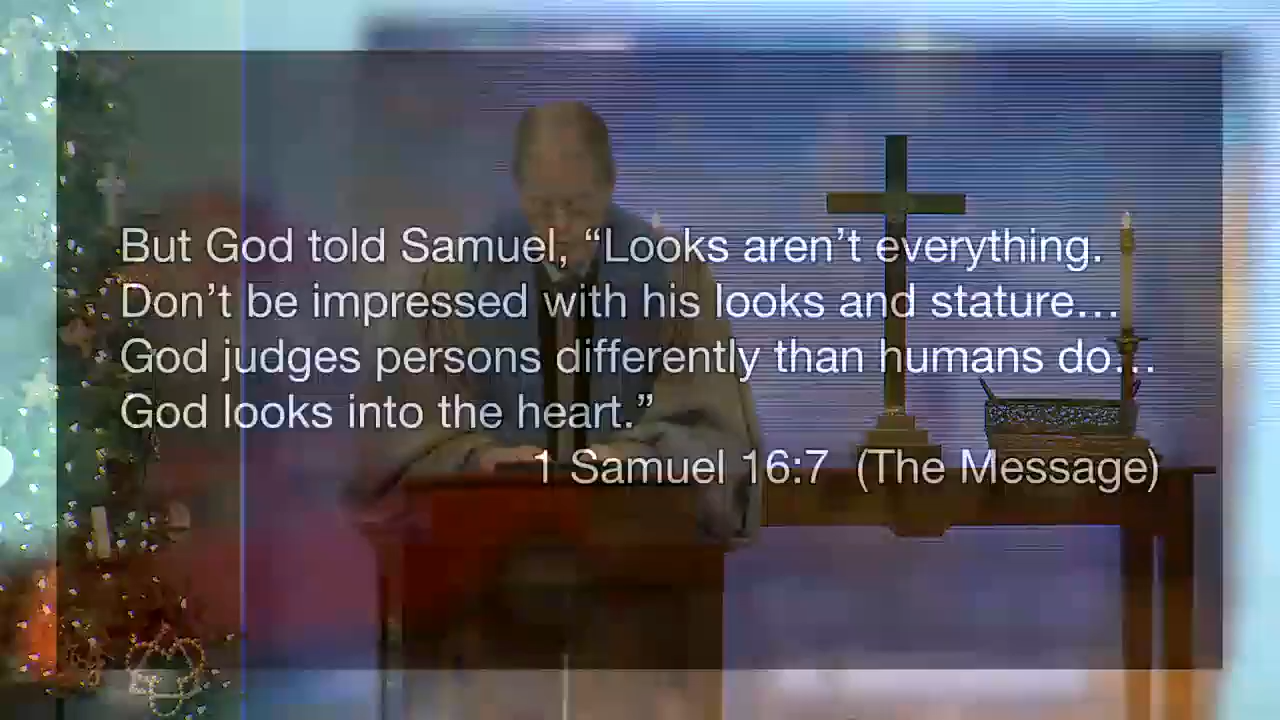 But God told Samuel, “Looks aren’t everything.
Don’t be impressed with his looks and stature…
God judges persons differently than humans do…
God looks into the heart.”
1 Samuel 16:7  (The Message)